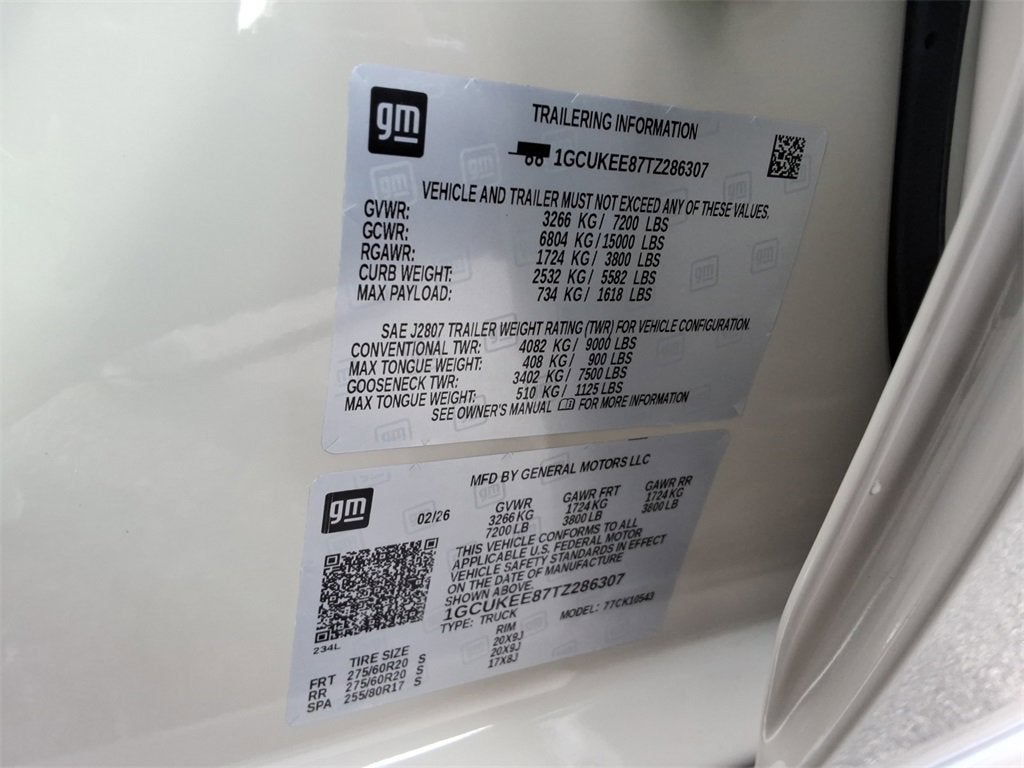 gm
TRAILERING INFORMATION
1GCUKEE87TZ286307
VEHICLE AND TRAILER MUST NOT EXCEED ANY OF THESE VALUES.
GVWR: 3266 KG / 7200 LBS
GCWR: 6804 KG / 15000 LBS
RGAWR: 1724 KG / 3800 LBS
CURB WEIGHT: 2532 KG / 5582 LBS
MAX PAYLOAD: 734 KG / 1618 LBS
SAE J2807 TRAILER WEIGHT RATING (TWR) FOR VEHICLE CONFIGURATION.
CONVENTIONAL TWR: 4082 KG / 9000 LBS
MAX TONGUE WEIGHT: 408 KG / 900 LBS
GOOSENECK TWR: 3402 KG / 7500 LBS
MAX TONGUE WEIGHT: 510 KG / 1125 LBS
SEE OWNER'S MANUAL FOR MORE INFORMATION
gm
MFD BY GENERAL MOTORS LLC
02/26
GVWR GAWR FRT GAWR RR
3266 KG 1724 KG 1724 KG
7200 LB 3800 LB 3800 LB
THIS VEHICLE CONFORMS TO ALL
APPLICABLE U.S. FEDERAL MOTOR
VEHICLE SAFETY STANDARDS IN EFFECT
ON THE DATE OF MANUFACTURE
SHOWN ABOVE.
1GCUKEE87TZ286307
TYPE: TRUCK MODEL: 7TCK10543
234L
TIRE SIZE RIM
FRT 275/60R20 S 20X9J
RR 275/60R20 S 20X9J
SPA 255/80R17 S 17X8J